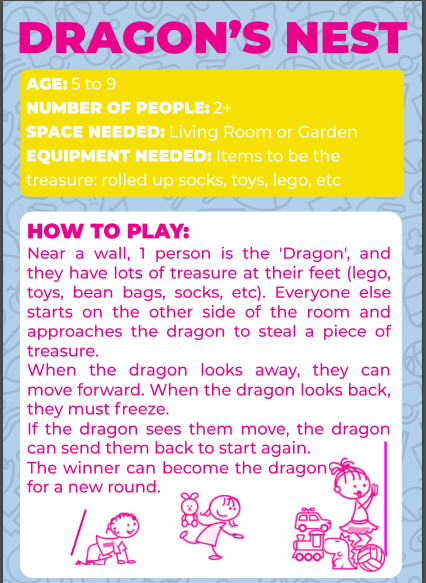 DRAGON'S NEST
AGE: 5 to 9
NUMBER OF PEOPLE: 2+
SPACE NEEDED: Living Room or Garden
EQUIPMENT NEEDED: Items to be the
treasure: rolled up socks, toys, lego, etc
HOW TO PLAY:
Near a wall, 1 person is the 'Dragon', and
they have lots of treasure at their feet (lego,
toys, bean bags, socks, etc). Everyone else
starts on the other side of the room and
approaches the dragon to steal a piece of
treasure.
When the dragon looks away, they can
move forward. When the dragon looks back,
they must freeze.
If the dragon sees them move, the dragon
can send them back to start again.
The winner can become the dragon
for a new round.